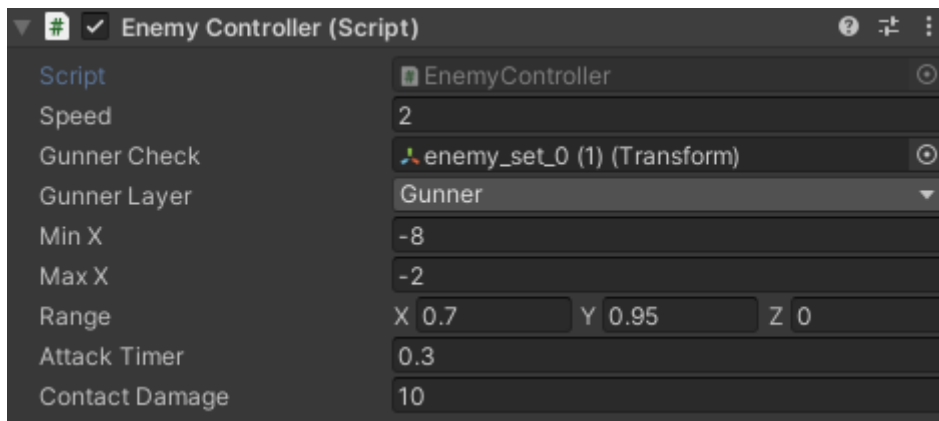 Enemy Controller (Script)
Script EnemyController
Speed 2
Gunner Check enemy_set_0 (1) (Transform)
Gunner Layer Gunner
Min X -8
Max X -2
Range X 0.7 Y 0.95 Z 0
Attack Timer 0.3
Contact Damage 10